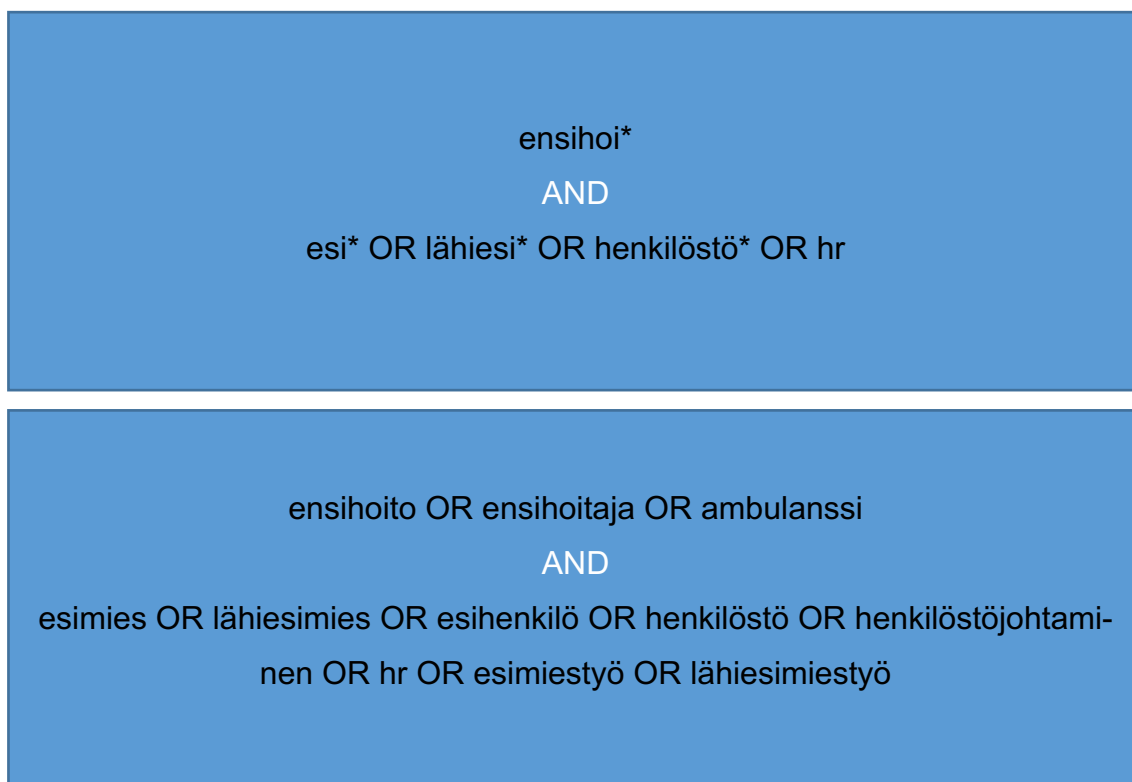 ensihoi*
AND
esi* OR lähiesi* OR henkilöstö* OR hr
ensihoito OR ensihoitaja OR ambulanssi
AND
esimies OR lähiesimies OR esihenkilö OR henkilöstö OR henkilöstöjohtami-
nen OR hr OR esimiestyö OR lähiesimiestyö